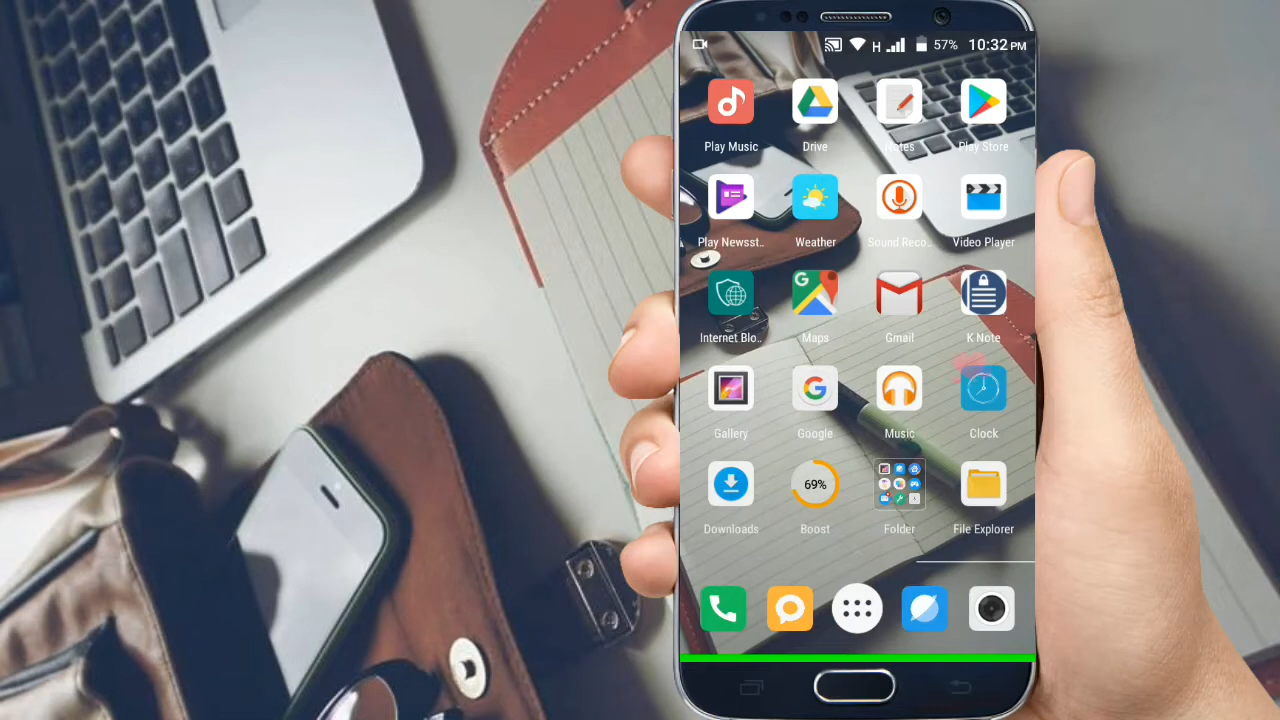 H 57% 10:32 PM
Play Music Drive Notes Play Store
Play Newsst.. Weather Sound Reco.. Video Player
Internet Blo.. Maps Gmail K Note
Gallery Google Music Clock
69%
Downloads Boost Folder File Explorer